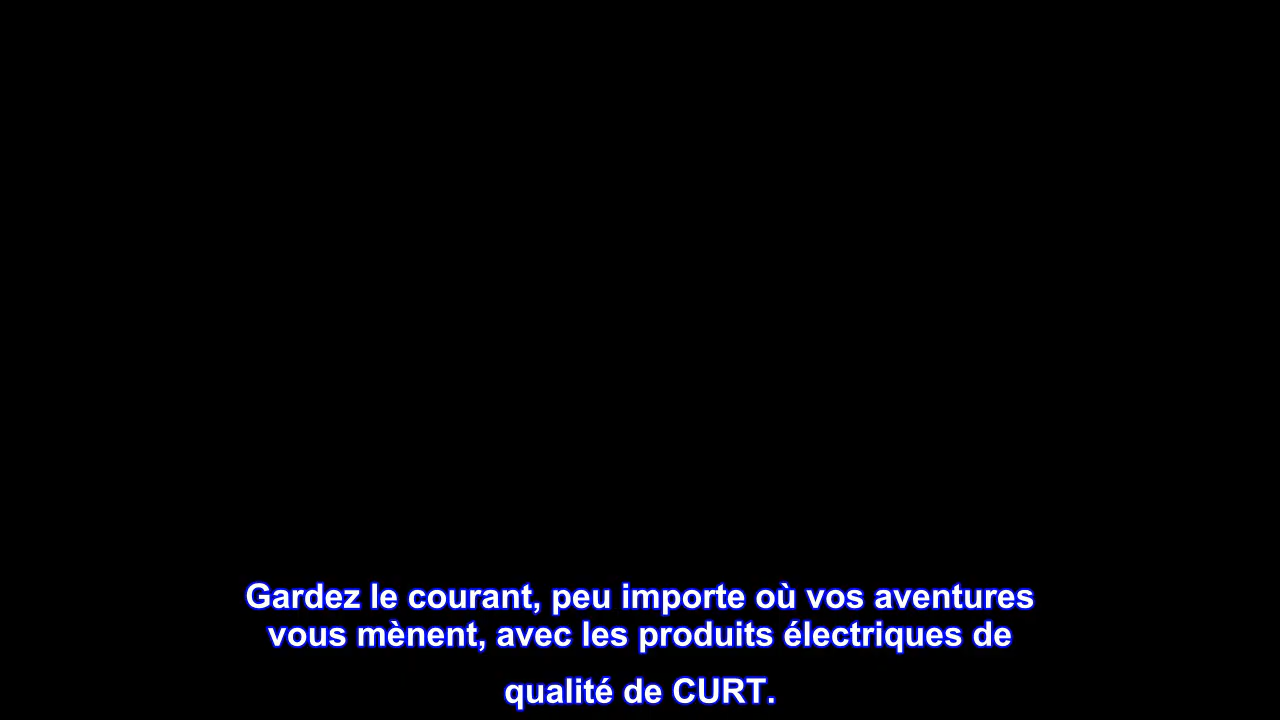 Gardez le courant, peu importe où vos aventures
vous mènent, avec les produits électriques de
qualité de CURT.